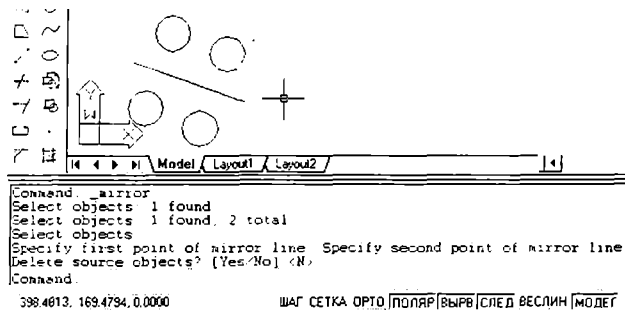 Y
W
X
Model Layout1 Layout2
Command: _mirror
Select objects 1 found
Select objects 1 found, 2 total
Select objects
Specify first point of mirror line Specify second point of mirror line
Delete source objects? [Yes/No] <N>
Command
398.4813, 169.4794, 0.0000 ШАГ СЕТКА ОРТО ПОЛЯР ВЫРВ СЛЕД ВЕСЛИН МОДЕГ